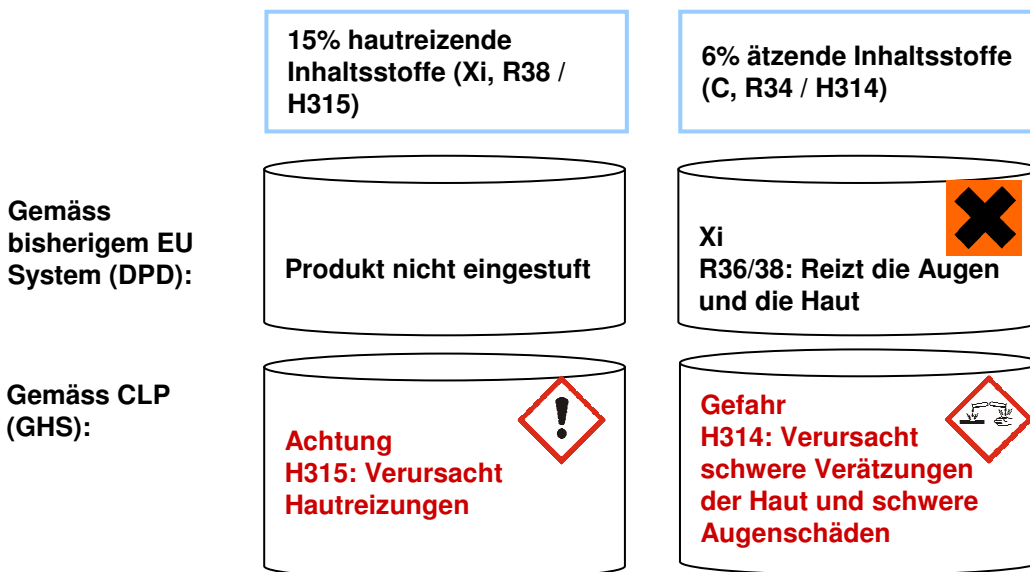 15% hautreizende
Inhaltsstoffe (Xi, R38 /
H315)
6% ätzende Inhaltsstoffe
(C, R34 / H314)
Gemäss
bisherigem EU
System (DPD):
Produkt nicht eingestuft
Xi
R36/38: Reizt die Augen
und die Haut
Gemäss CLP
(GHS):
Achtung
H315: Verursacht
Hautreizungen
Gefahr
H314: Verursacht
schwere Verätzungen
der Haut und schwere
Augenschäden